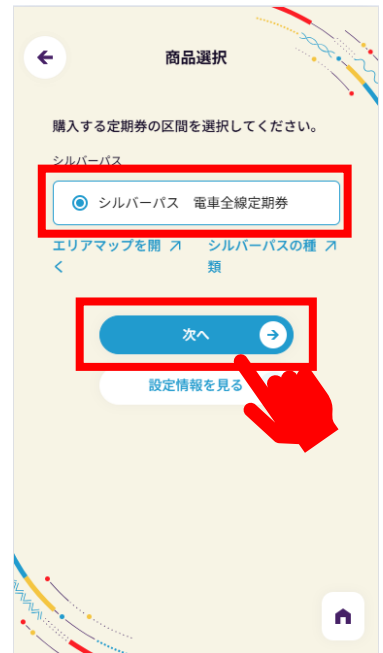 商品選択
購入する定期券の区間を選択してください。
シルバーパス
シルバーパス　電車全線定期券
エリアマップを開
く
シルバーパスの種
類
次へ
設定情報を見る